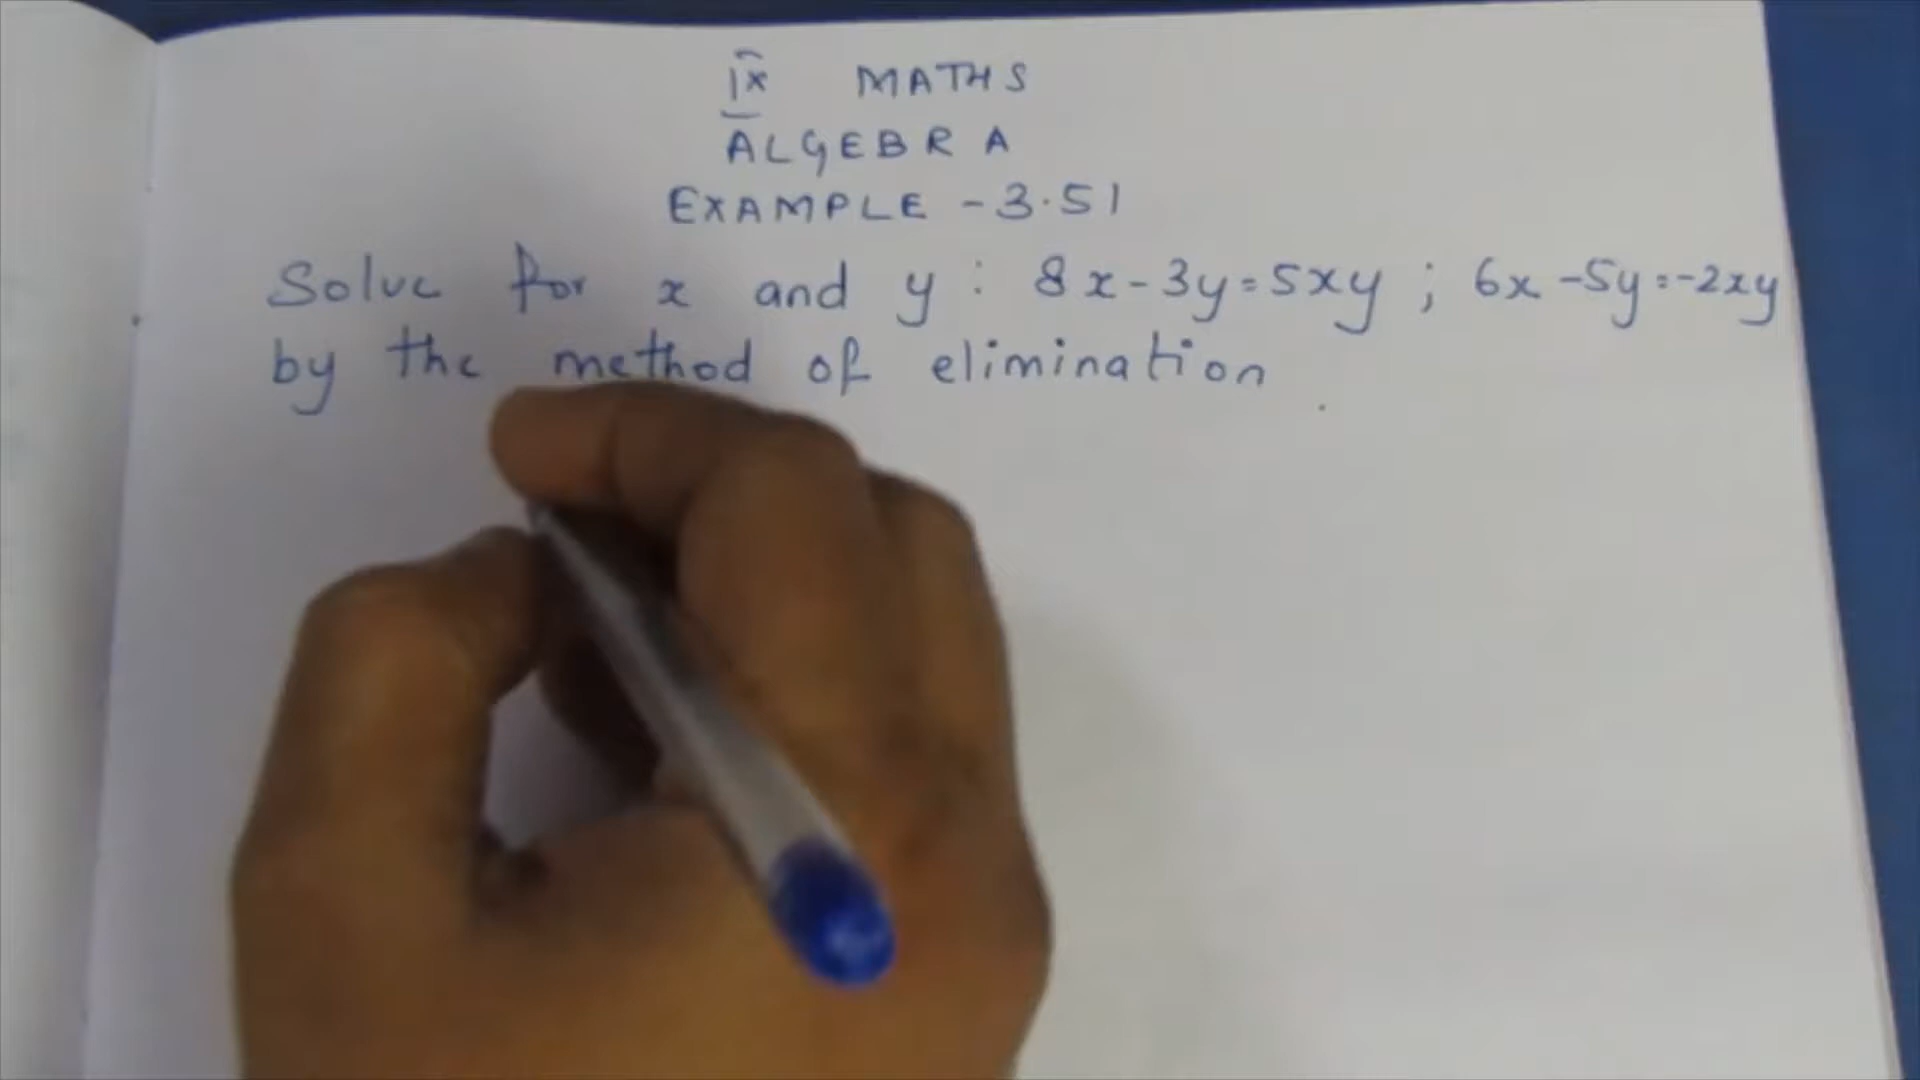 IX MATHS
ALGEBRA
EXAMPLE - 3.51
Solve for x and y : 8x - 3y = 5xy ; 6x - 5y = -2xy
by the method of elimination